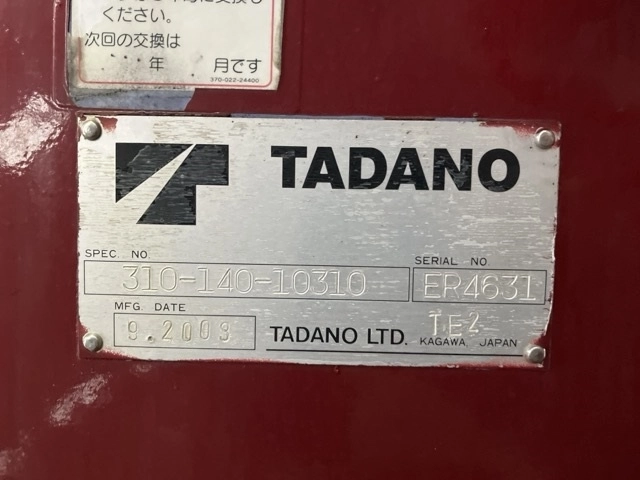 ください。
次回の交換は
年 月です
370-022-24A00
TADANO
SPEC. NO. SERIAL NO
310-140-10310 ER4631
MFG. DATE
9.2003 TADANO LTD. TE2
KAGAWA, JAPAN